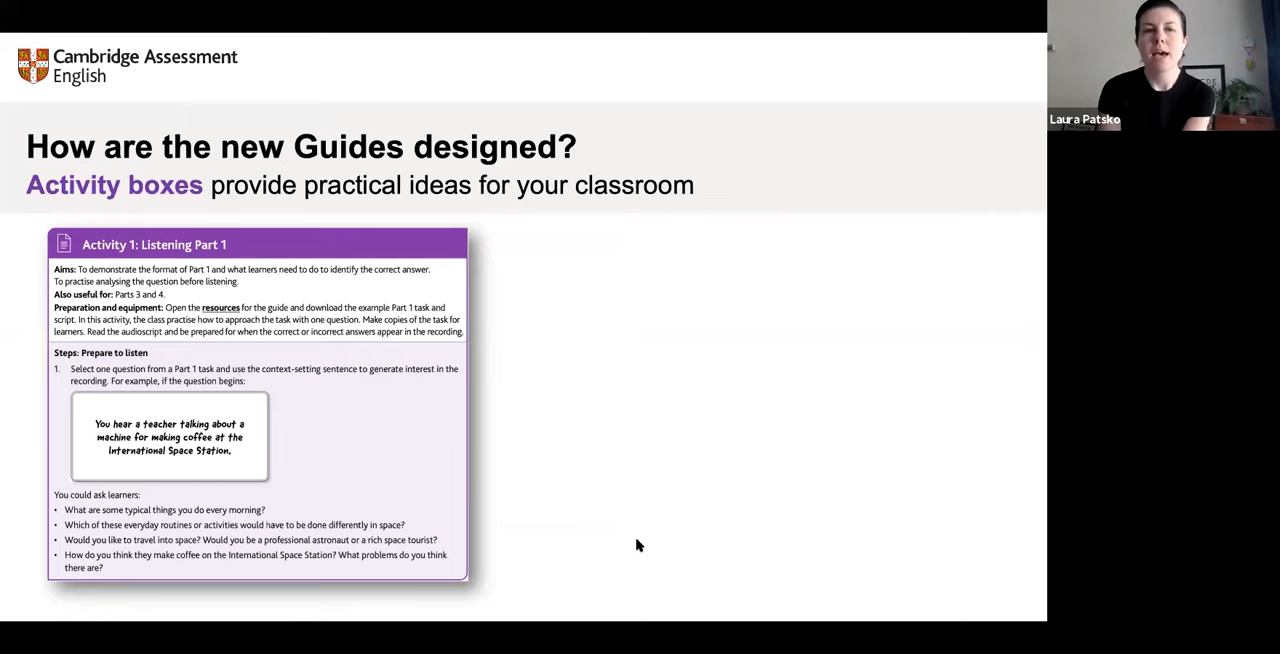 Cambridge Assessment
English
How are the new Guides designed?
Activity boxes provide practical ideas for your classroom
Activity 1: Listening Part 1
Aims: To demonstrate the format of Part 1 and what learners need to do to identify the correct answer.
To practise analysing the question before listening.
Also useful for: Parts 3 and 4.
Preparation and equipment: Open the resources for the guide and download the example Part 1 task and
script. In this activity, the class practise how to approach the task with one question. Make copies of the task for
learners. Read the audioscript and be prepared for when the correct or incorrect answers appear in the recording.
Steps: Prepare to listen
1. Select one question from a Part 1 task and use the context-setting sentence to generate interest in the
recording. For example, if the question begins:
You hear a teacher talking about a
machine for making coffee at the
International Space Station.
You could ask learners:
• What are some typical things you do every morning?
• Which of these everyday routines or activities would have to be done differently in space?
• Would you like to travel into space? Would you be a professional astronaut or a rich space tourist?
• How do you think they make coffee on the International Space Station? What problems do you think
there are?
Laura Patsko